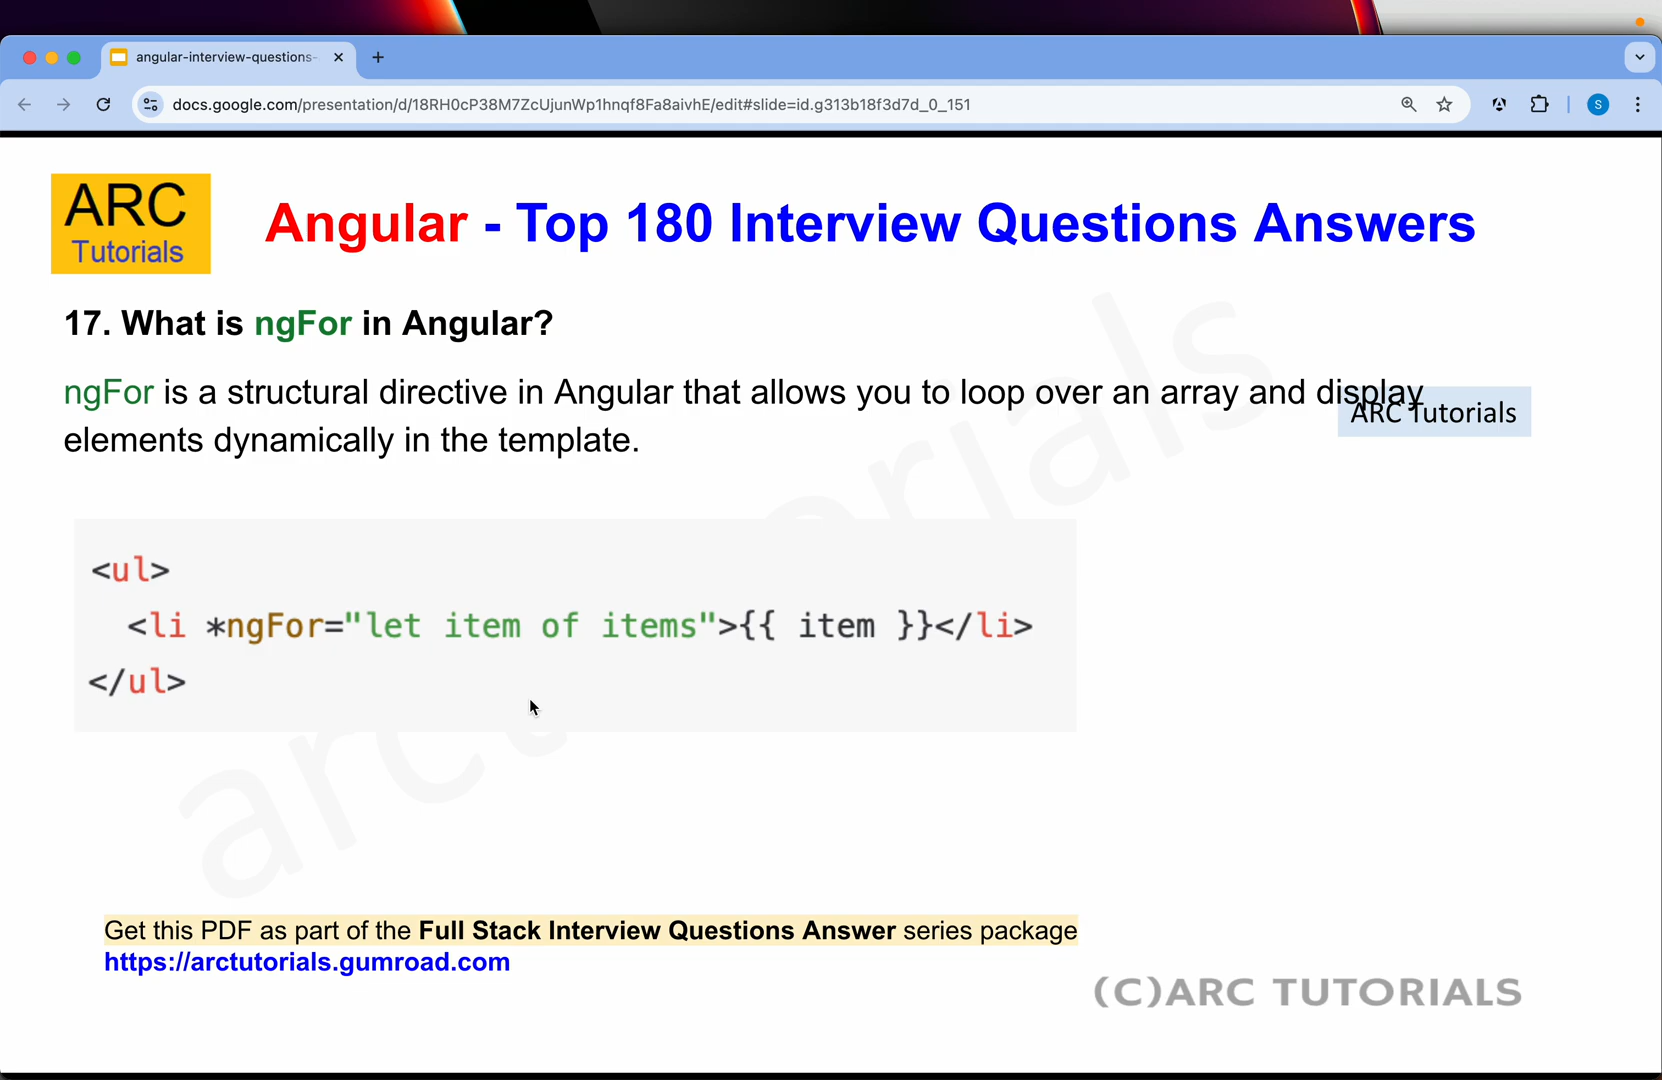 angular-interview-questions-
docs.google.com/presentation/d/18RH0cP38M7ZcUjunWp1hnqf8Fa8aivhE/edit#slide=id.g313b18f3d7d_0_151
S
ARC
Tutorials
Angular - Top 180 Interview Questions Answers
17. What is ngFor in Angular?
ngFor is a structural directive in Angular that allows you to loop over an array and display
ARC Tutorials
elements dynamically in the template.
<ul>
<li *ngFor="let item of items">{{ item }}</li>
</ul>
arctutorials
Get this PDF as part of the Full Stack Interview Questions Answer series package
https://arctutorials.gumroad.com
(C)ARC TUTORIALS